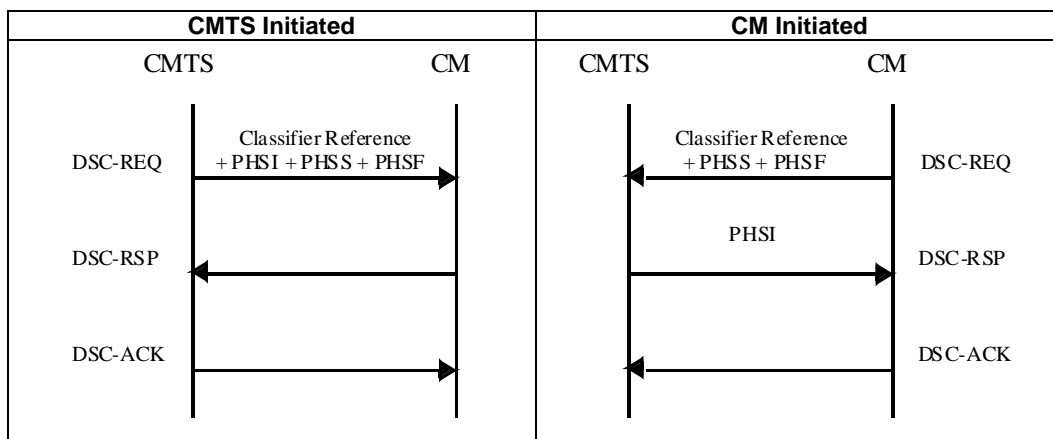 CMTS Initiated
CM Initiated
CMTS
CM
CMTS
CM
DSC-REQ
Classifier Reference
+ PHSI + PHSS + PHSF
Classifier Reference
+ PHSS + PHSF
DSC-REQ
DSC-RSP
PHSI
DSC-RSP
DSC-ACK
DSC-ACK